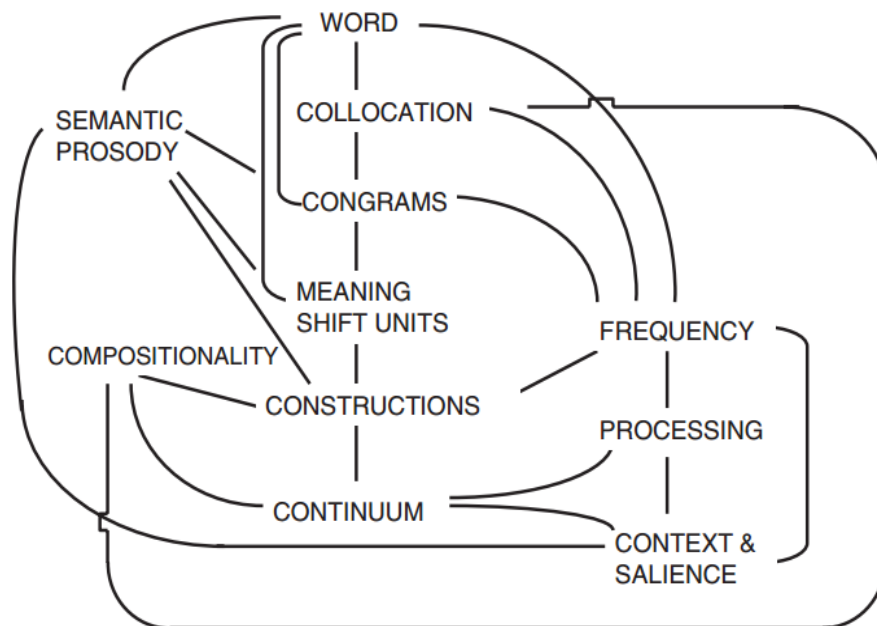 WORD
COLLOCATION
SEMANTIC
PROSODY
CONGRAMS
MEANING
SHIFT UNITS
FREQUENCY
COMPOSITIONALITY
CONSTRUCTIONS
PROCESSING
CONTINUUM
CONTEXT &
SALIENCE